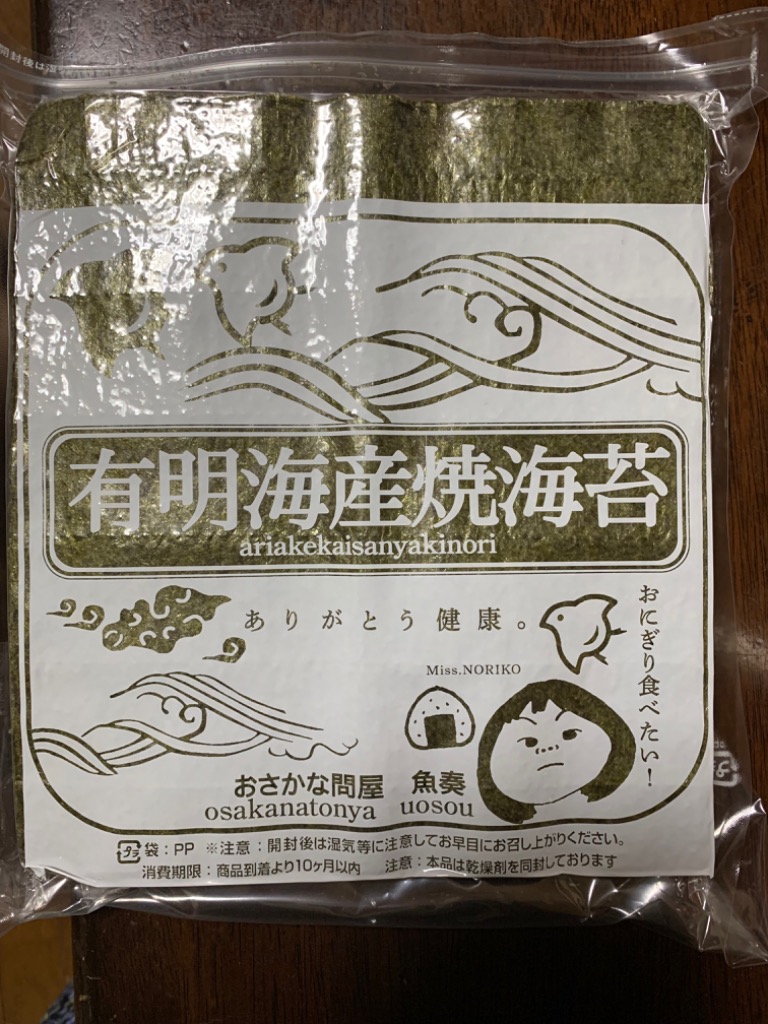 有明海産焼海苔
ariakekaisanyakinori
ありがとう健康。
おにぎり食べたい！
Miss.NORIKO
おさかな問屋 魚奏
osakanatonya uosou
プラ 袋：PP ※注意：開封後は湿気等に注意してお早目にお召し上がりください。
消費期限：商品到着より10ヶ月以内 注意：本品は乾燥剤を同封しております